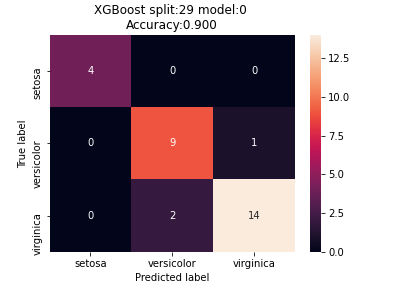 XGBoost split:29 model:0
Accuracy:0.900
True label
setosa
4
0
0
versicolor
0
9
1
virginica
0
2
14
setosa
versicolor
virginica
Predicted label
12.5
10.0
7.5
5.0
2.5
0.0